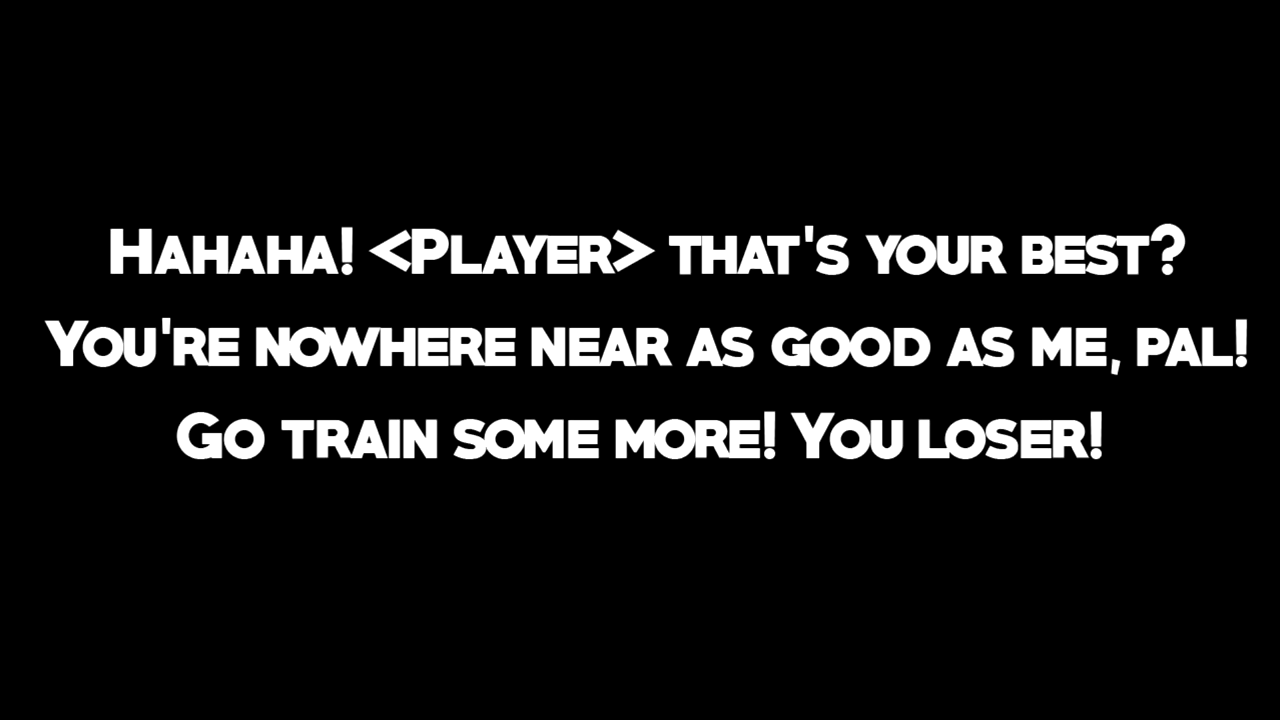 Hahaha! <Player> that's your best?
You're nowhere near as good as me, pal!
Go train some more! You loser!